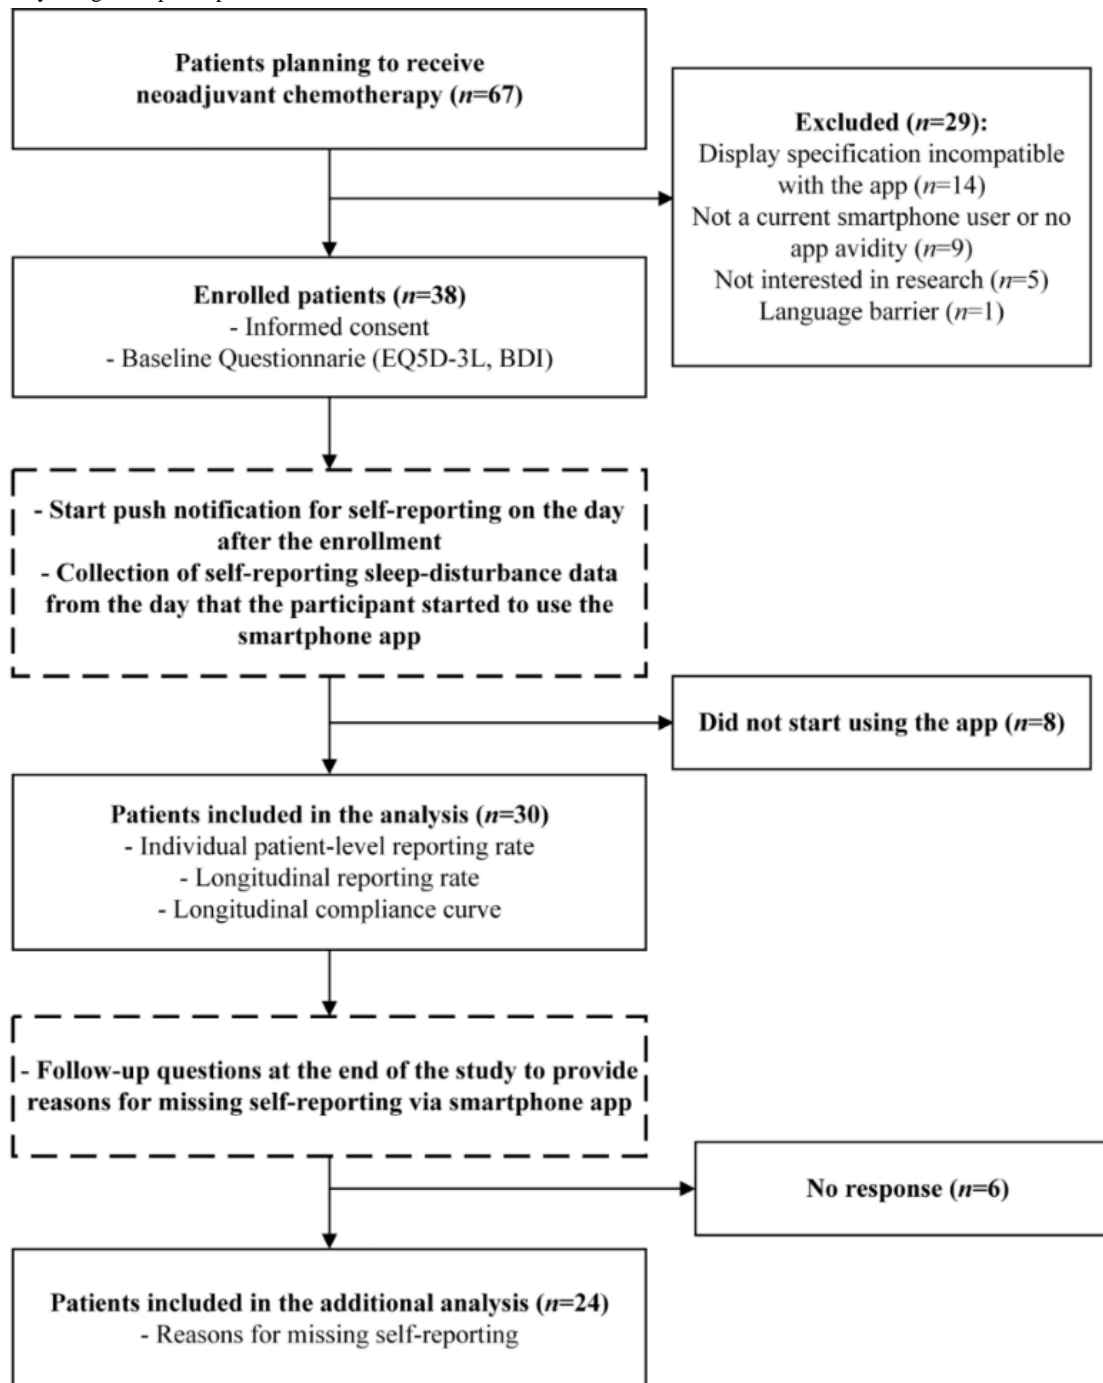 Patients planning to receive
neoadjuvant chemotherapy (n=67)
Excluded (n=29):
Display specification incompatible
with the app (n=14)
Not a current smartphone user or no
app avidity (n=9)
Not interested in research (n=5)
Language barrier (n=1)
Enrolled patients (n=38)
- Informed consent
- Baseline Questionnarie (EQ5D-3L, BDI)
- Start push notification for self-reporting on the day
after the enrollment
- Collection of self-reporting sleep-disturbance data
from the day that the participant started to use the
smartphone app
Did not start using the app (n=8)
Patients included in the analysis (n=30)
- Individual patient-level reporting rate
- Longitudinal reporting rate
- Longitudinal compliance curve
- Follow-up questions at the end of the study to provide
reasons for missing self-reporting via smartphone app
No response (n=6)
Patients included in the additional analysis (n=24)
- Reasons for missing self-reporting